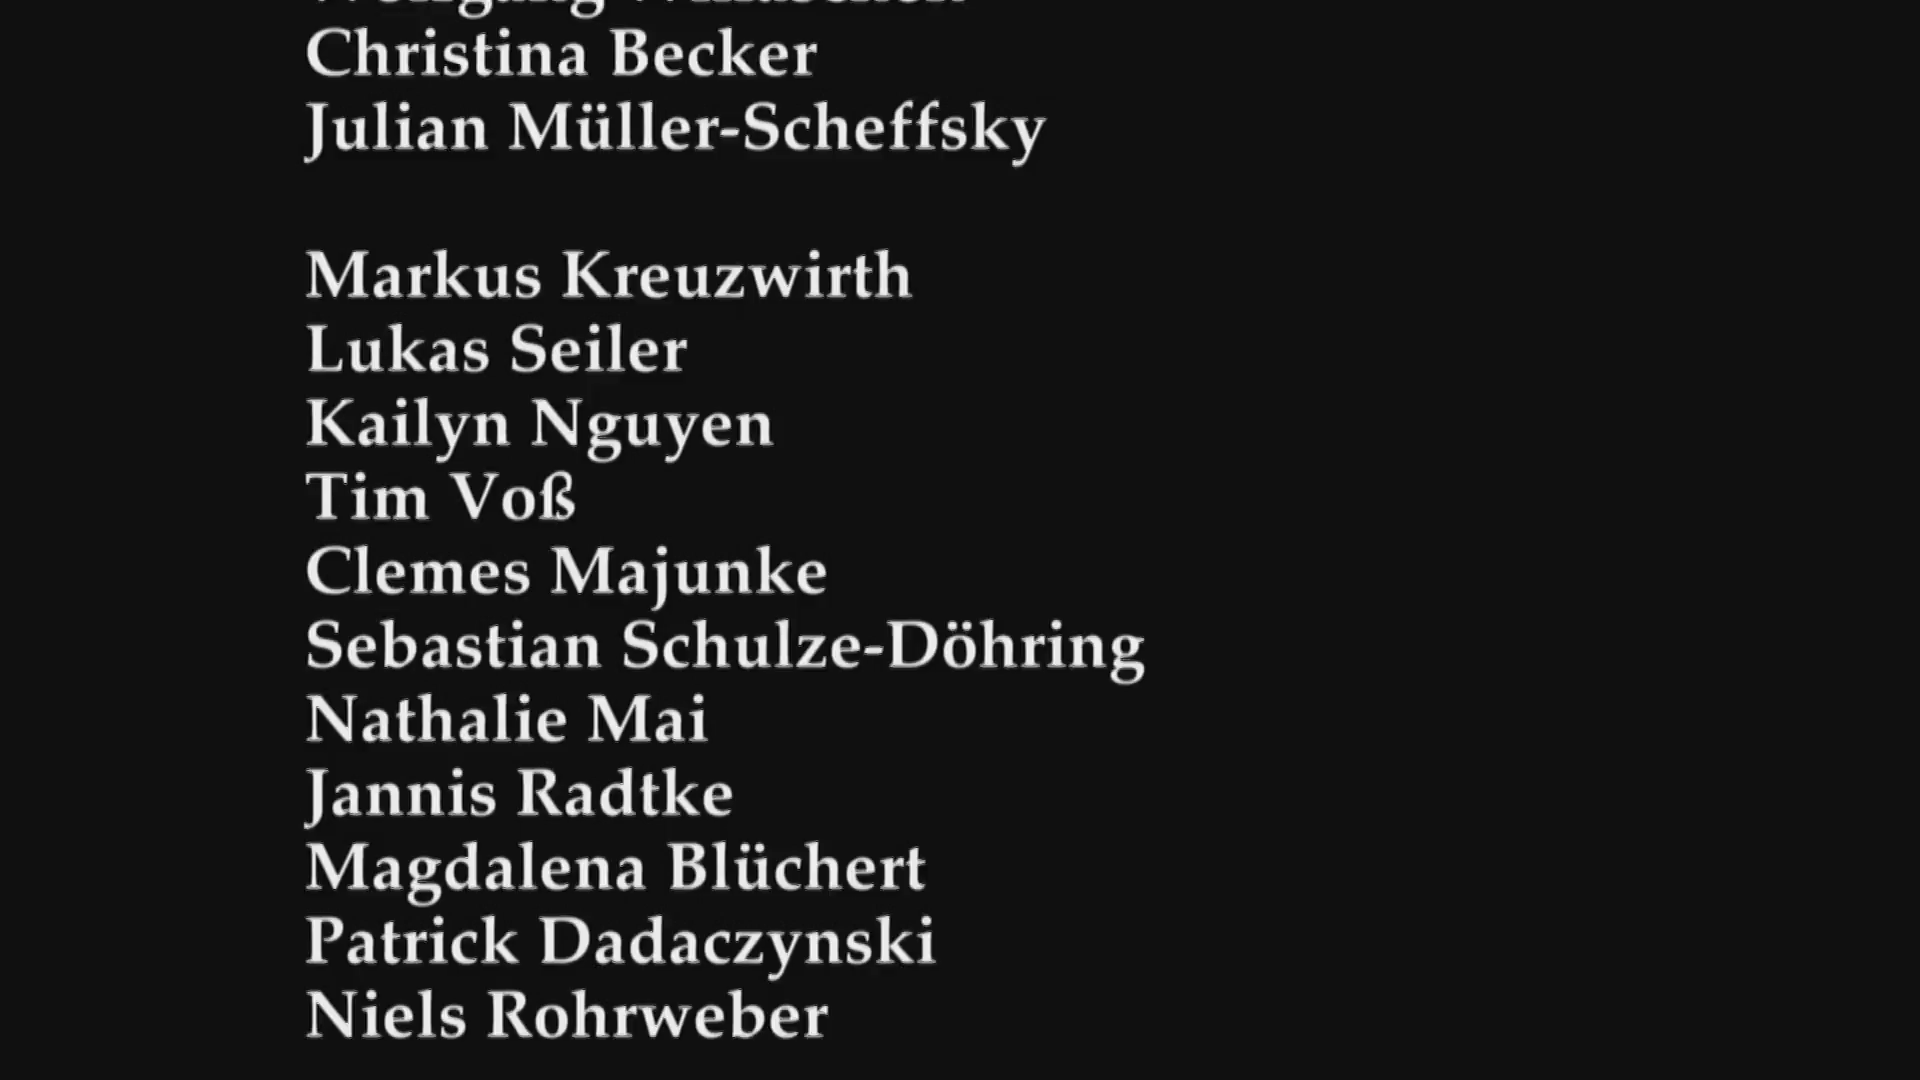 Wolfgang
Christina Becker
Julian Müller-Scheffsky
Markus Kreuzwirth
Lukas Seiler
Kailyn Nguyen
Tim Voß
Clemes Majunke
Sebastian Schulze-Döhring
Nathalie Mai
Jannis Radtke
Magdalena Blüchert
Patrick Dadaczynski
Niels Rohrweber